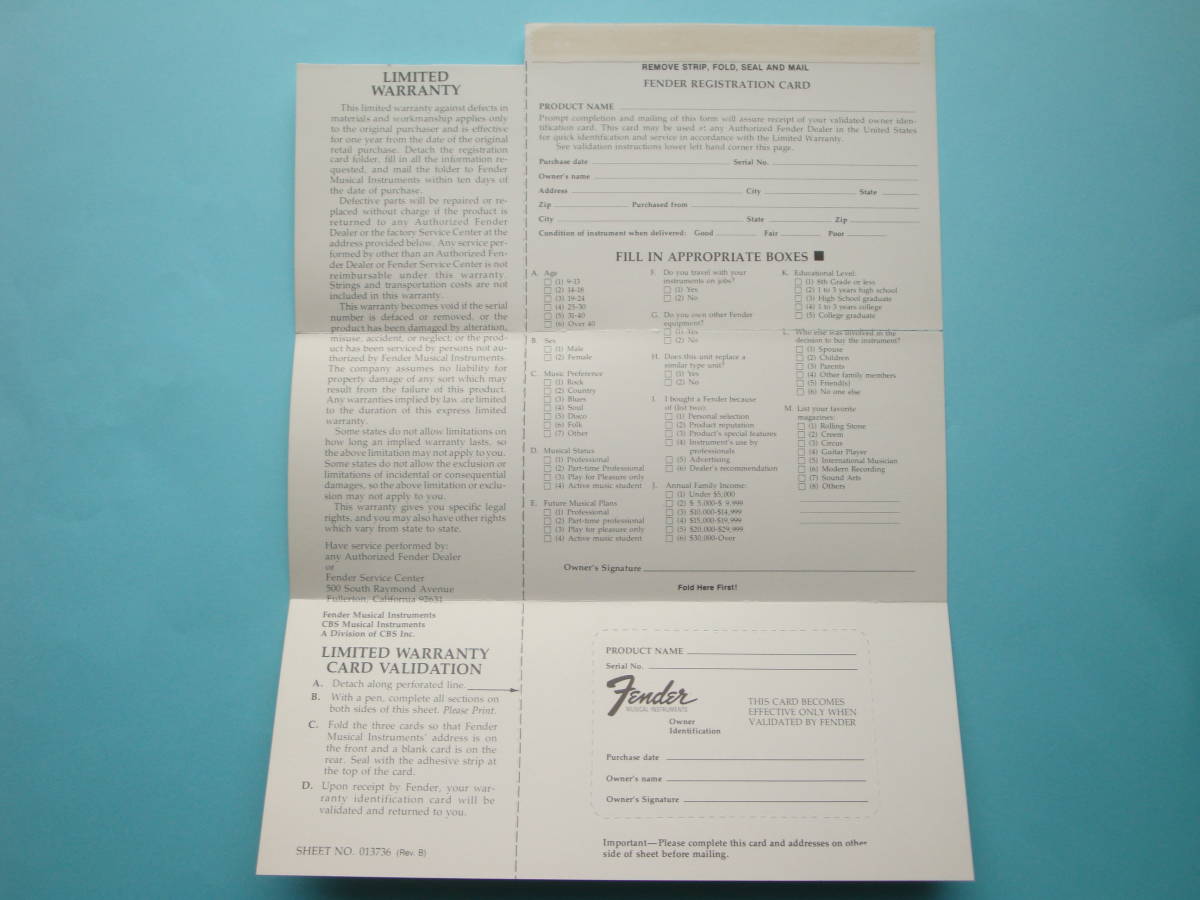 LIMITED
WARRANTY
This limited warranty against defects in
materials and workmanship applies only
to the original purchaser and is effective
for one year from the date of the original
retail purchase. Detach the registration
card folder, fill in all the information re-
quested, and mail the folder to Fender
Musical Instruments within ten days of
the date of purchase.
Defective parts will be repaired or re-
placed without charge if the product is
returned to any Authorized Fender
Dealer or the factory Service Center at the
address provided below. Any service per-
formed by other than an Authorized Fen-
der Dealer or Fender Service Center is not
reimbursable under this warranty.
Strings and transportation costs are not
included in this warranty.
This warranty becomes void if the serial
number is defaced or removed, or the
product has been damaged by alteration,
misuse, accident, or neglect; or the prod-
uct has been serviced by persons not au-
thorized by Fender Musical Instruments.
The company assumes no liability for
property damage of any sort which may
result from the failure of this product.
Any warranties implied by law are limited
to the duration of this express limited
warranty.
Some states do not allow limitations on
how long an implied warranty lasts, so
the above limitation may not apply to you.
Some states do not allow the exclusion or
limitations of incidental or consequential
damages, so the above limitation or exclu-
sion may not apply to you.
This warranty gives you specific legal
rights, and you may also have other rights
which vary from state to state.
Have service performed by:
any Authorized Fender Dealer
or
Fender Service Center
500 South Raymond Avenue
Fullerton, California 92631
Fender Musical Instruments
CBS Musical Instruments
A Division of CBS Inc.
LIMITED WARRANTY
CARD VALIDATION
A. Detach along perforated line.
B. With a pen, complete all sections on
both sides of this sheet. Please Print.
C. Fold the three cards so that Fender
Musical Instruments' address is on
the front and a blank card is on the
rear. Seal with the adhesive strip at
the top of the card.
D. Upon receipt by Fender, your war-
ranty identification card will be
validated and returned to you.
SHEET NO. 013736 (Rev. B)
REMOVE STRIP, FOLD, SEAL AND MAIL
FENDER REGISTRATION CARD
PRODUCT NAME
Prompt completion and mailing of this form will assure receipt of your validated owner iden-
tification card. This card may be used at any Authorized Fender Dealer in the United States
for quick identification and service in accordance with the Limited Warranty.
See validation instructions lower left hand corner this page.
Purchase date Serial No.
Owner's name
Address City State
Zip Purchased from
City State Zip
Condition of instrument when delivered: Good Fair Poor
FILL IN APPROPRIATE BOXES ■
A. Age
□ (1) 9-13
□ (2) 14-18
□ (3) 19-24
□ (4) 25-30
□ (5) 31-40
□ (6) Over 40
B. Sex
□ (1) Male
□ (2) Female
C. Music Preference
□ (1) Rock
□ (2) Country
□ (3) Blues
□ (4) Soul
□ (5) Disco
□ (6) Folk
□ (7) Other
D. Musical Status
□ (1) Professional
□ (2) Part-time Professional
□ (3) Play for Pleasure only
□ (4) Active music student
E. Future Musical Plans
□ (1) Professional
□ (2) Part-time professional
□ (3) Play for pleasure only
□ (4) Active music student
F. Do you travel with your
instruments on jobs?
□ (1) Yes
□ (2) No
G. Do you own other Fender
equipment?
□ (1) Yes
□ (2) No
H. Does this unit replace a
similar type unit?
□ (1) Yes
□ (2) No
I. I bought a Fender because
of (list two):
□ (1) Personal selection
□ (2) Product reputation
□ (3) Product's special features
□ (4) Instrument's use by
professionals
□ (5) Advertising
□ (6) Dealer's recommendation
J. Annual Family Income:
□ (1) Under $5,000
□ (2) $ 5,000-$ 9,999
□ (3) $10,000-$14,999
□ (4) $15,000-$19,999
□ (5) $20,000-$29,999
□ (6) $30,000-Over
K. Educational Level:
□ (1) 8th Grade or less
□ (2) 1 to 3 years high school
□ (3) High School graduate
□ (4) 1 to 3 years college
□ (5) College graduate
L. Who else was involved in the
decision to buy the instrument?
□ (1) Spouse
□ (2) Children
□ (3) Parents
□ (4) Other family members
□ (5) Friend(s)
□ (6) No one else
M. List your favorite
magazines:
□ (1) Rolling Stone
□ (2) Creem
□ (3) Circus
□ (4) Guitar Player
□ (5) International Musician
□ (6) Modern Recording
□ (7) Sound Arts
□ (8) Others
Owner's Signature
Fold Here First!
PRODUCT NAME
Serial No.
Fender
MUSICAL INSTRUMENTS
Owner
Identification
THIS CARD BECOMES
EFFECTIVE ONLY WHEN
VALIDATED BY FENDER
Purchase date
Owner's name
Owner's Signature
Important—Please complete this card and addresses on other
side of sheet before mailing.